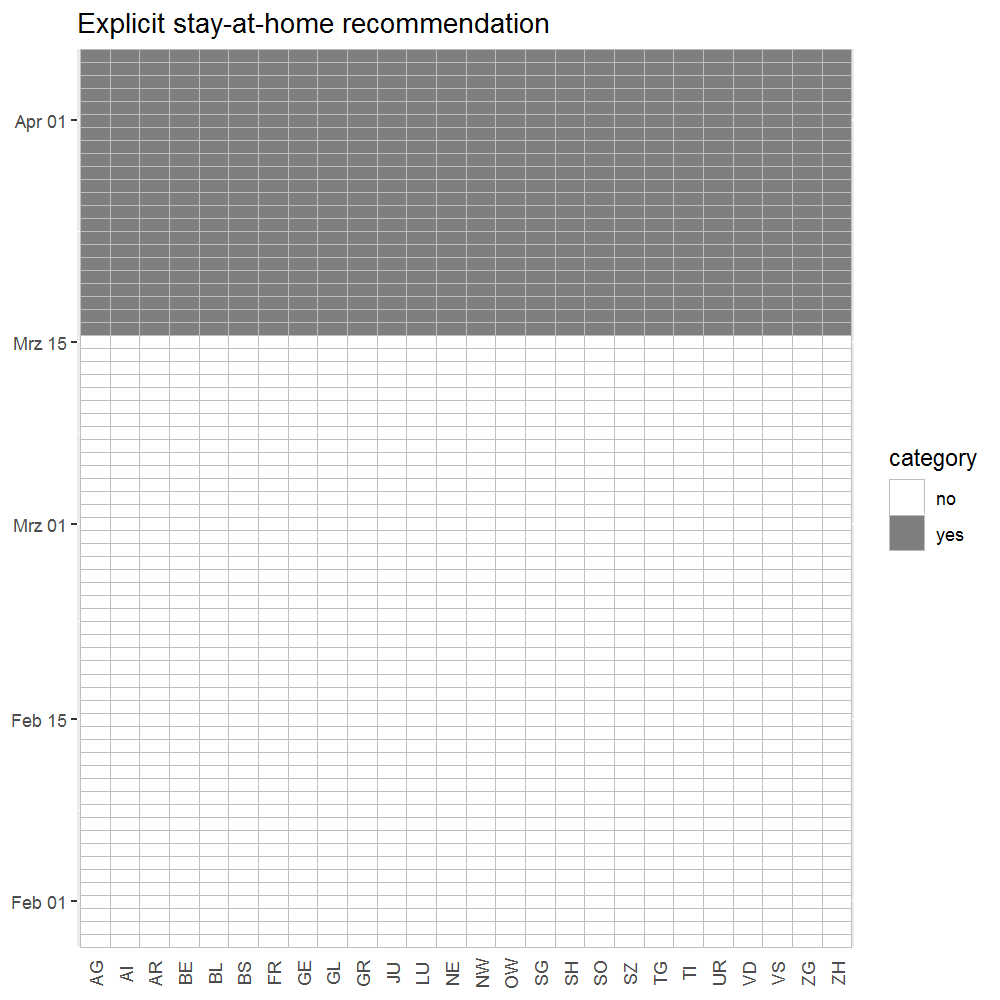 Explicit stay-at-home recommendation
Apr 01
Mrz 15
Mrz 01
Feb 15
Feb 01
AG AI AR BE BL BS FR GE GL GR JU LU NE NW OW SG SH SO SZ TG TI UR VD VS ZG ZH
category
no
yes